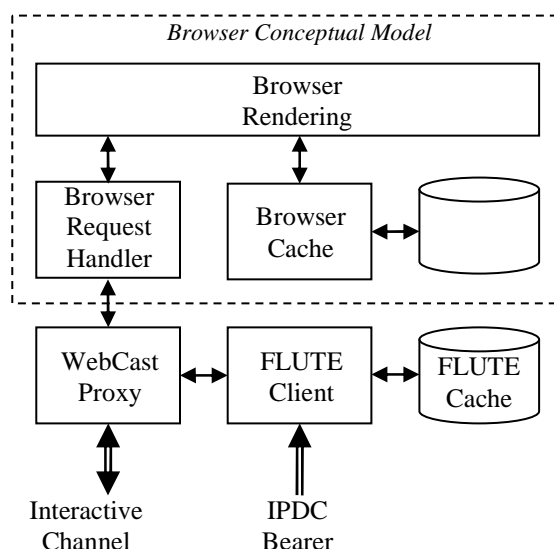 Browser Conceptual Model
Browser
Rendering
Browser
Request
Handler
Browser
Cache
WebCast
Proxy
FLUTE
Client
FLUTE
Cache
Interactive
Channel
IPDC
Bearer